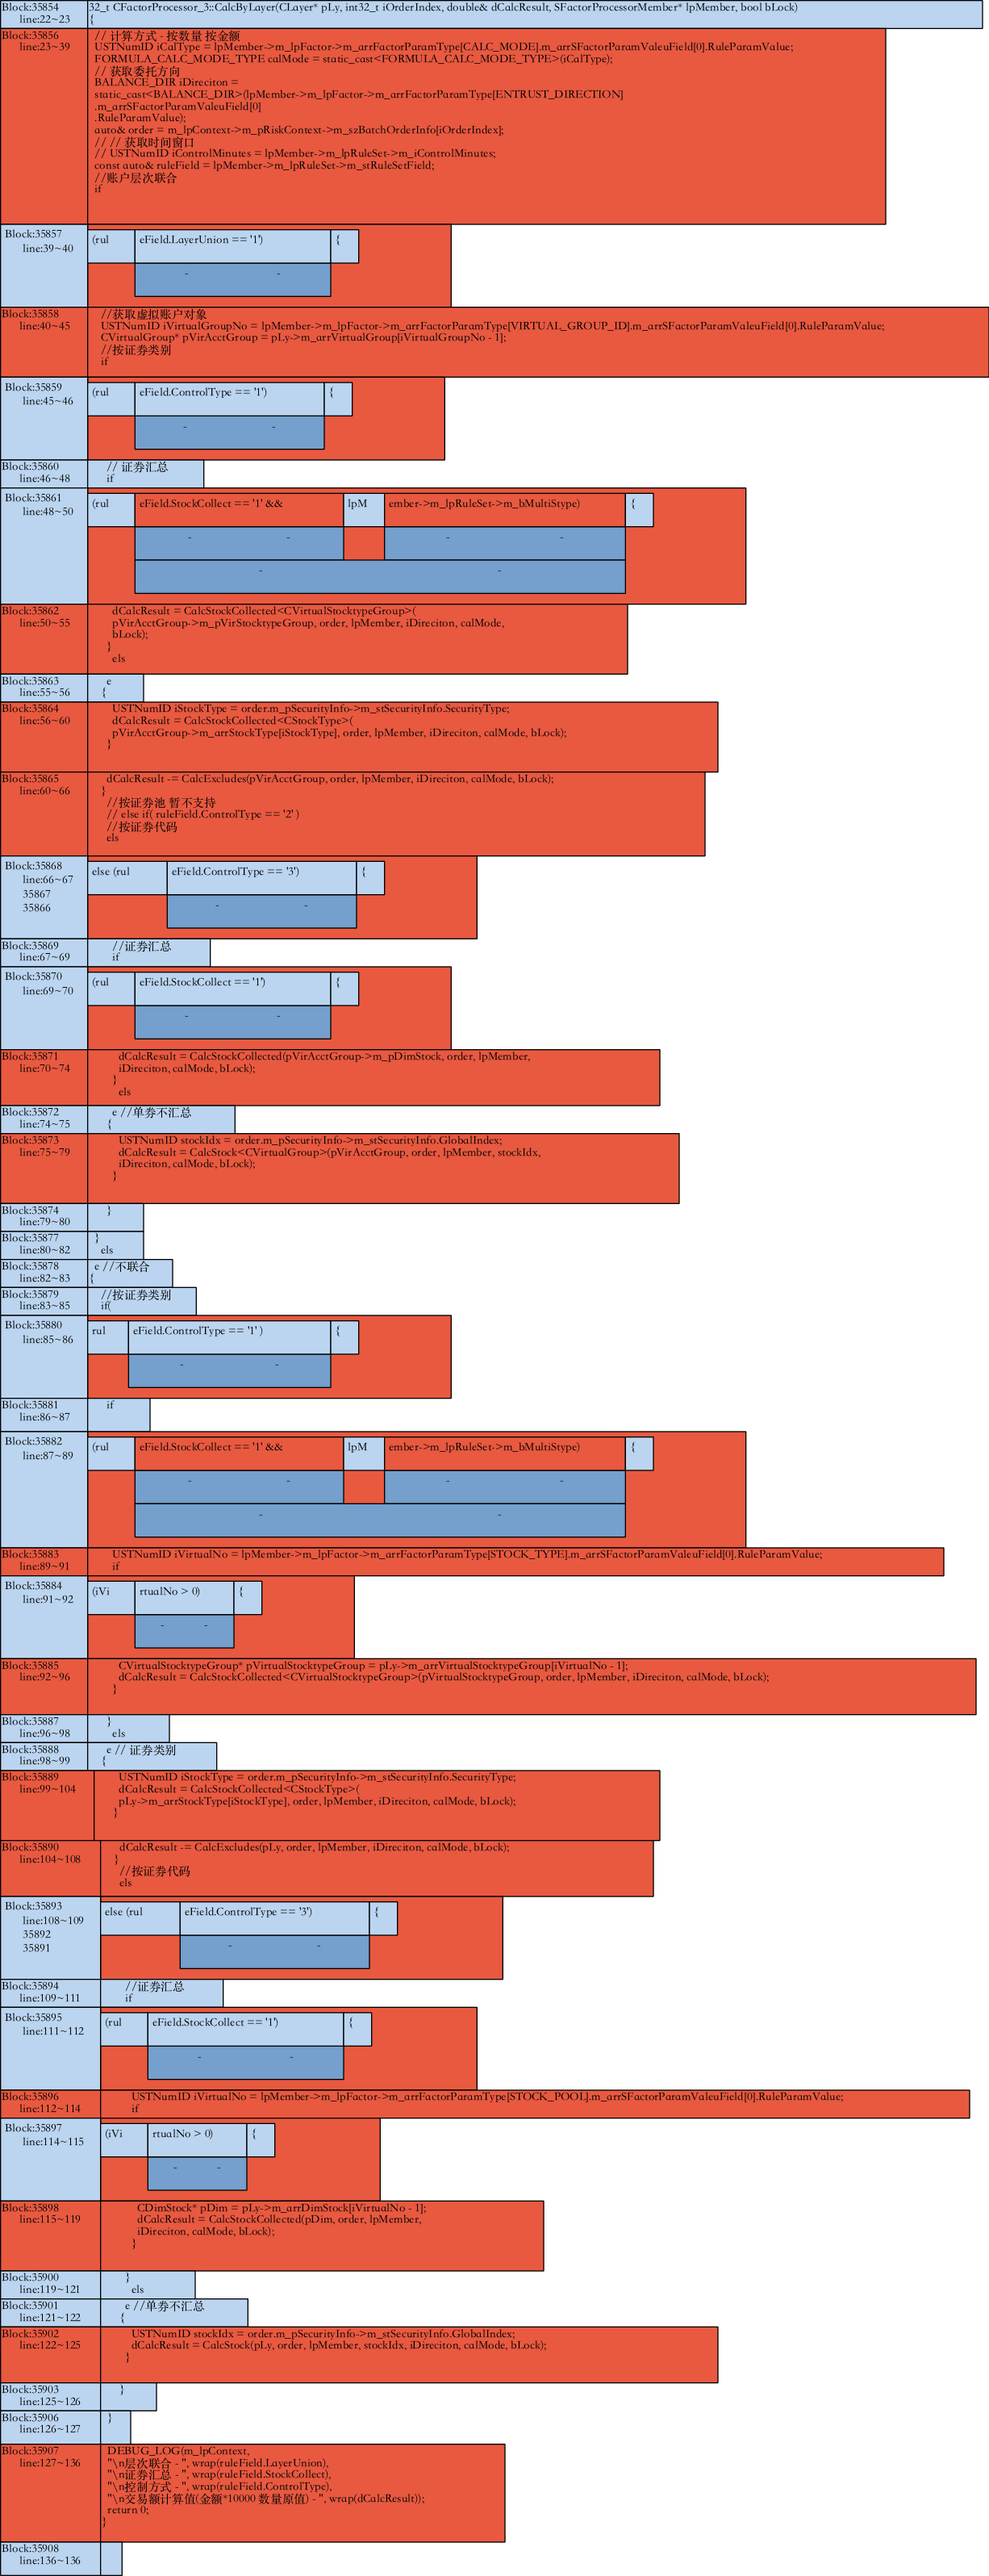 Block:35854 32_t CFactorProcessor_3::CalcByLayer(CLayer* pLy, int32_t iOrderIndex, double& dCalcResult, SFactorProcessorMember* lpMember, bool bLock)
line:22~23 {
Block:35856 // 计算方式 - 按数量 按金额
line:23~39 USTNumID iCalType = lpMember->m_lpFactor->m_arrFactorParamType[CALC_MODE].m_arrSFactorParamValeuField[0].RuleParamValue;
FORMULA_CALC_MODE_TYPE calMode = static_cast<FORMULA_CALC_MODE_TYPE>(iCalType);
// 获取委托方向
BALANCE_DIR iDireciton =
static_cast<BALANCE_DIR>(lpMember->m_lpFactor->m_arrFactorParamType[ENTRUST_DIRECTION]
.m_arrSFactorParamValeuField[0]
.RuleParamValue);
auto& order = m_lpContext->m_pRiskContext->m_szBatchOrderInfo[iOrderIndex];
// // 获取时间窗口
// USTNumID iControlMinutes = lpMember->m_lpRuleSet->m_iControlMinutes;
const auto& ruleField = lpMember->m_lpRuleSet->m_stRuleSetField;
//账户层次联合
if
Block:35857 (rul eField.LayerUnion == '1') {
line:39~40
- -
Block:35858 //获取虚拟账户对象
line:40~45 USTNumID iVirtualGroupNo = lpMember->m_lpFactor->m_arrFactorParamType[VIRTUAL_GROUP_ID].m_arrSFactorParamValeuField[0].RuleParamValue;
CVirtualGroup* pVirAcctGroup = pLy->m_arrVirtualGroup[iVirtualGroupNo - 1];
//按证券类别
if
Block:35859 (rul eField.ControlType == '1') {
line:45~46
- -
Block:35860 // 证券汇总
line:46~48 if
Block:35861 (rul eField.StockCollect == '1' && lpM ember->m_lpRuleSet->m_bMultiStype) {
line:48~50
- - - -
- -
Block:35862 dCalcResult = CalcStockCollected<CVirtualStocktypeGroup>(
line:50~55 pVirAcctGroup->m_pVirStocktypeGroup, order, lpMember, iDireciton, calMode,
bLock);
}
els
Block:35863 e
line:55~56 {
Block:35864 USTNumID iStockType = order.m_pSecurityInfo->m_stSecurityInfo.SecurityType;
line:56~60 dCalcResult = CalcStockCollected<CStockType>(
pVirAcctGroup->m_arrStockType[iStockType], order, lpMember, iDireciton, calMode, bLock);
}
Block:35865 dCalcResult -= CalcExcludes(pVirAcctGroup, order, lpMember, iDireciton, calMode, bLock);
line:60~66 }
//按证券池 暂不支持
// else if( ruleField.ControlType == '2' )
//按证券代码
els
Block:35868 else (rul eField.ControlType == '3') {
line:66~67
35867
35866
- -
Block:35869 //证券汇总
line:67~69 if
Block:35870 (rul eField.StockCollect == '1') {
line:69~70
- -
Block:35871 dCalcResult = CalcStockCollected(pVirAcctGroup->m_pDimStock, order, lpMember,
line:70~74 iDireciton, calMode, bLock);
}
els
Block:35872 e //单券不汇总
line:74~75 {
Block:35873 USTNumID stockIdx = order.m_pSecurityInfo->m_stSecurityInfo.GlobalIndex;
line:75~79 dCalcResult = CalcStock<CVirtualGroup>(pVirAcctGroup, order, lpMember, stockIdx,
iDireciton, calMode, bLock);
}
Block:35874 }
line:79~80
Block:35877 }
line:80~82 els
Block:35878 e //不联合
line:82~83 {
Block:35879 //按证券类别
line:83~85 if(
Block:35880 rul eField.ControlType == '1' ) {
line:85~86
- -
Block:35881 if
line:86~87
Block:35882 (rul eField.StockCollect == '1' && lpM ember->m_lpRuleSet->m_bMultiStype) {
line:87~89
- - - -
- -
Block:35883 USTNumID iVirtualNo = lpMember->m_lpFactor->m_arrFactorParamType[STOCK_TYPE].m_arrSFactorParamValeuField[0].RuleParamValue;
line:89~91 if
Block:35884 (iVi rtualNo > 0) {
line:91~92
- -
Block:35885 CVirtualStocktypeGroup* pVirtualStocktypeGroup = pLy->m_arrVirtualStocktypeGroup[iVirtualNo - 1];
line:92~96 dCalcResult = CalcStockCollected<CVirtualStocktypeGroup>(pVirtualStocktypeGroup, order, lpMember, iDireciton, calMode, bLock);
}
Block:35887 }
line:96~98 els
Block:35888 e // 证券类别
line:98~99 {
Block:35889 USTNumID iStockType = order.m_pSecurityInfo->m_stSecurityInfo.SecurityType;
line:99~104 dCalcResult = CalcStockCollected<CStockType>(
pLy->m_arrStockType[iStockType], order, lpMember, iDireciton, calMode, bLock);
}
Block:35890 dCalcResult -= CalcExcludes(pLy, order, lpMember, iDireciton, calMode, bLock);
line:104~108 }
//按证券代码
els
Block:35893 else (rul eField.ControlType == '3') {
line:108~109
35892
35891
- -
Block:35894 //证券汇总
line:109~111 if
Block:35895 (rul eField.StockCollect == '1') {
line:111~112
- -
Block:35896 USTNumID iVirtualNo = lpMember->m_lpFactor->m_arrFactorParamType[STOCK_POOL].m_arrSFactorParamValeuField[0].RuleParamValue;
line:112~114 if
Block:35897 (iVi rtualNo > 0) {
line:114~115
- -
Block:35898 CDimStock* pDim = pLy->m_arrDimStock[iVirtualNo - 1];
line:115~119 dCalcResult = CalcStockCollected(pDim, order, lpMember,
iDireciton, calMode, bLock);
}
Block:35900 }
line:119~121 els
Block:35901 e //单券不汇总
line:121~122 {
Block:35902 USTNumID stockIdx = order.m_pSecurityInfo->m_stSecurityInfo.GlobalIndex;
line:122~125 dCalcResult = CalcStock(pLy, order, lpMember, stockIdx, iDireciton, calMode, bLock);
}
Block:35903 }
line:125~126
Block:35906 }
line:126~127
Block:35907 DEBUG_LOG(m_lpContext,
line:127~136 "\n层次联合 - ", wrap(ruleField.LayerUnion),
"\n证券汇总 - ", wrap(ruleField.StockCollect),
"\n控制方式 - ", wrap(ruleField.ControlType),
"\n交易额计算值(金额*10000 数量原值) - ", wrap(dCalcResult));
return 0;
}
Block:35908
line:136~136